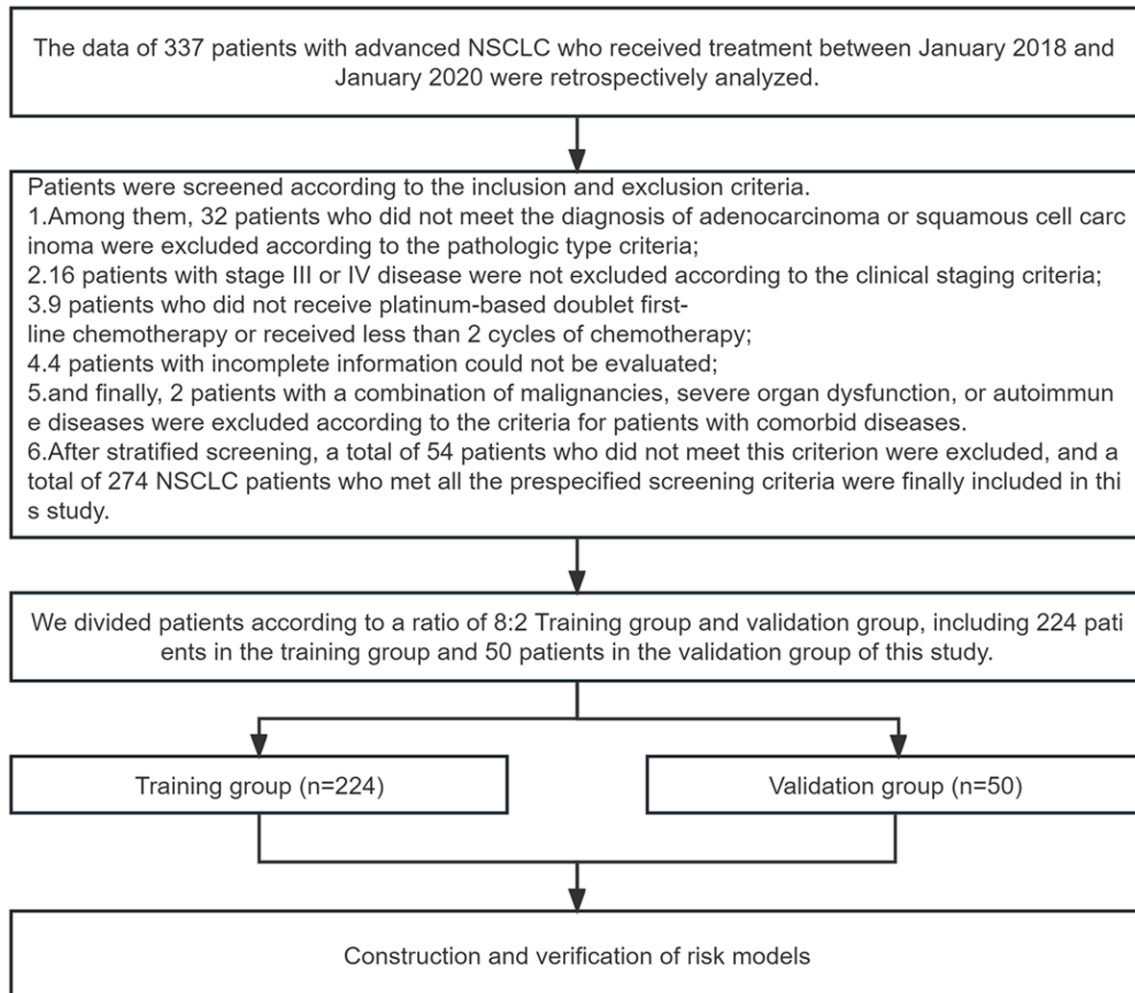 The data of 337 patients with advanced NSCLC who received treatment between January 2018 and
January 2020 were retrospectively analyzed.
Patients were screened according to the inclusion and exclusion criteria.
1.Among them, 32 patients who did not meet the diagnosis of adenocarcinoma or squamous cell carc
inoma were excluded according to the pathologic type criteria;
2.16 patients with stage III or IV disease were not excluded according to the clinical staging criteria;
3.9 patients who did not receive platinum-based doublet first-
line chemotherapy or received less than 2 cycles of chemotherapy;
4.4 patients with incomplete information could not be evaluated;
5.and finally, 2 patients with a combination of malignancies, severe organ dysfunction, or autoimmun
e diseases were excluded according to the criteria for patients with comorbid diseases.
6.After stratified screening, a total of 54 patients who did not meet this criterion were excluded, and a
total of 274 NSCLC patients who met all the prespecified screening criteria were finally included in thi
s study.
We divided patients according to a ratio of 8:2 Training group and validation group, including 224 pati
ents in the training group and 50 patients in the validation group of this study.
Training group (n=224)
Validation group (n=50)
Construction and verification of risk models